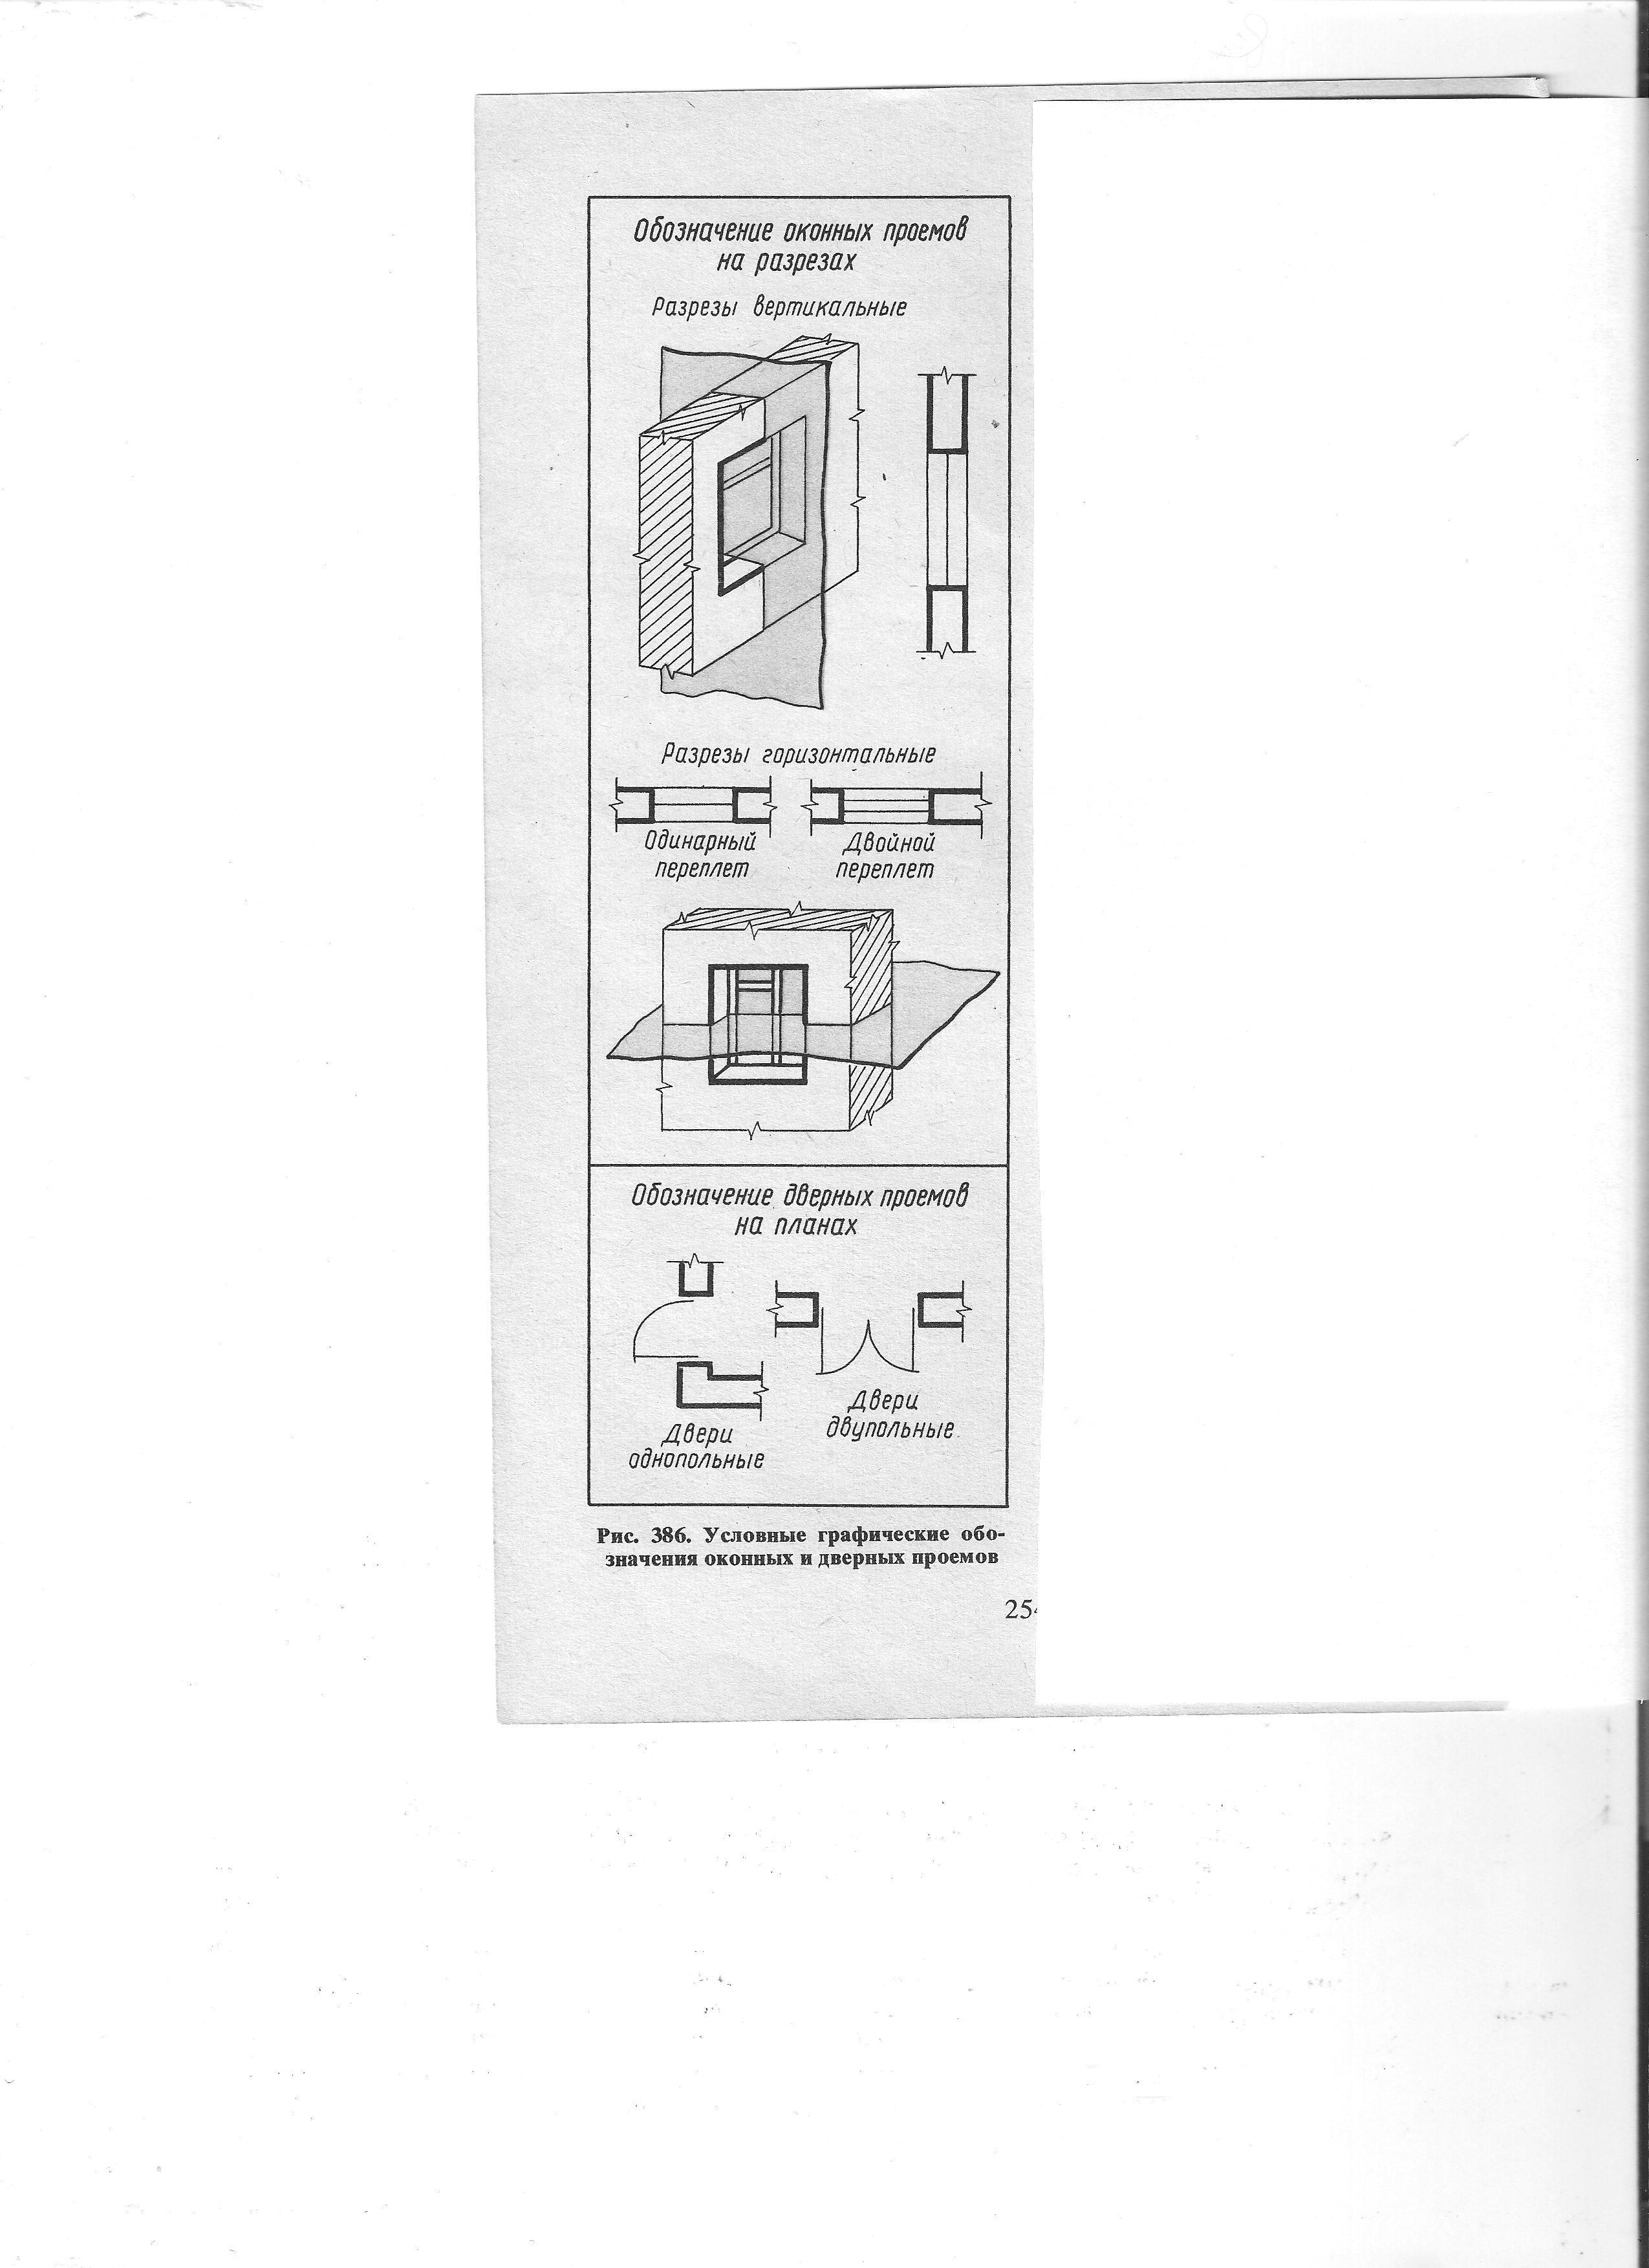 Обозначение оконных проемов
на разрезах
Разрезы вертикальные
Разрезы горизонтальные
Одинарный
переплет
Двойной
переплет
Обозначение дверных проемов
на планах
Двери
однопольные
Двери
двупольные
Рис. 386. Условные графические обо-
значения оконных и дверных проемов